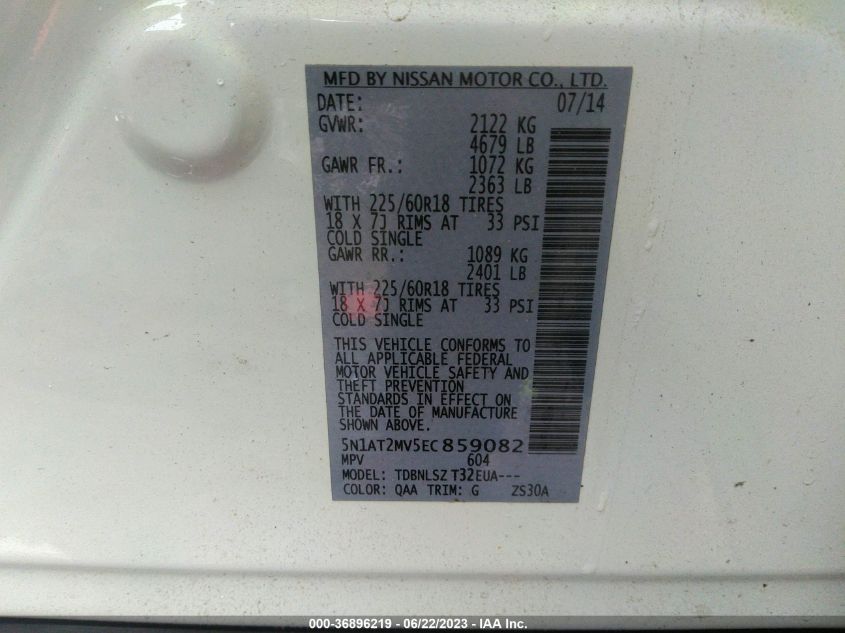 MFD BY NISSAN MOTOR CO., LTD.
DATE: 07/14
GVWR: 2122 KG
4679 LB
GAWR FR.: 1072 KG
2363 LB
WITH 225/60R18 TIRES
18 X 7J RIMS AT 33 PSI
COLD SINGLE
GAWR RR.: 1089 KG
2401 LB
WITH 225/60R18 TIRES
18 X 7J RIMS AT 33 PSI
COLD SINGLE
THIS VEHICLE CONFORMS TO
ALL APPLICABLE FEDERAL
MOTOR VEHICLE SAFETY AND
THEFT PREVENTION
STANDARDS IN EFFECT ON
THE DATE OF MANUFACTURE
SHOWN ABOVE.
5N1AT2MV5EC859082
MPV 604
MODEL: TDBNLSZ T32EUA---
COLOR: QAA TRIM: G ZS30A
000-36896219 - 06/22/2023 - IAA Inc.